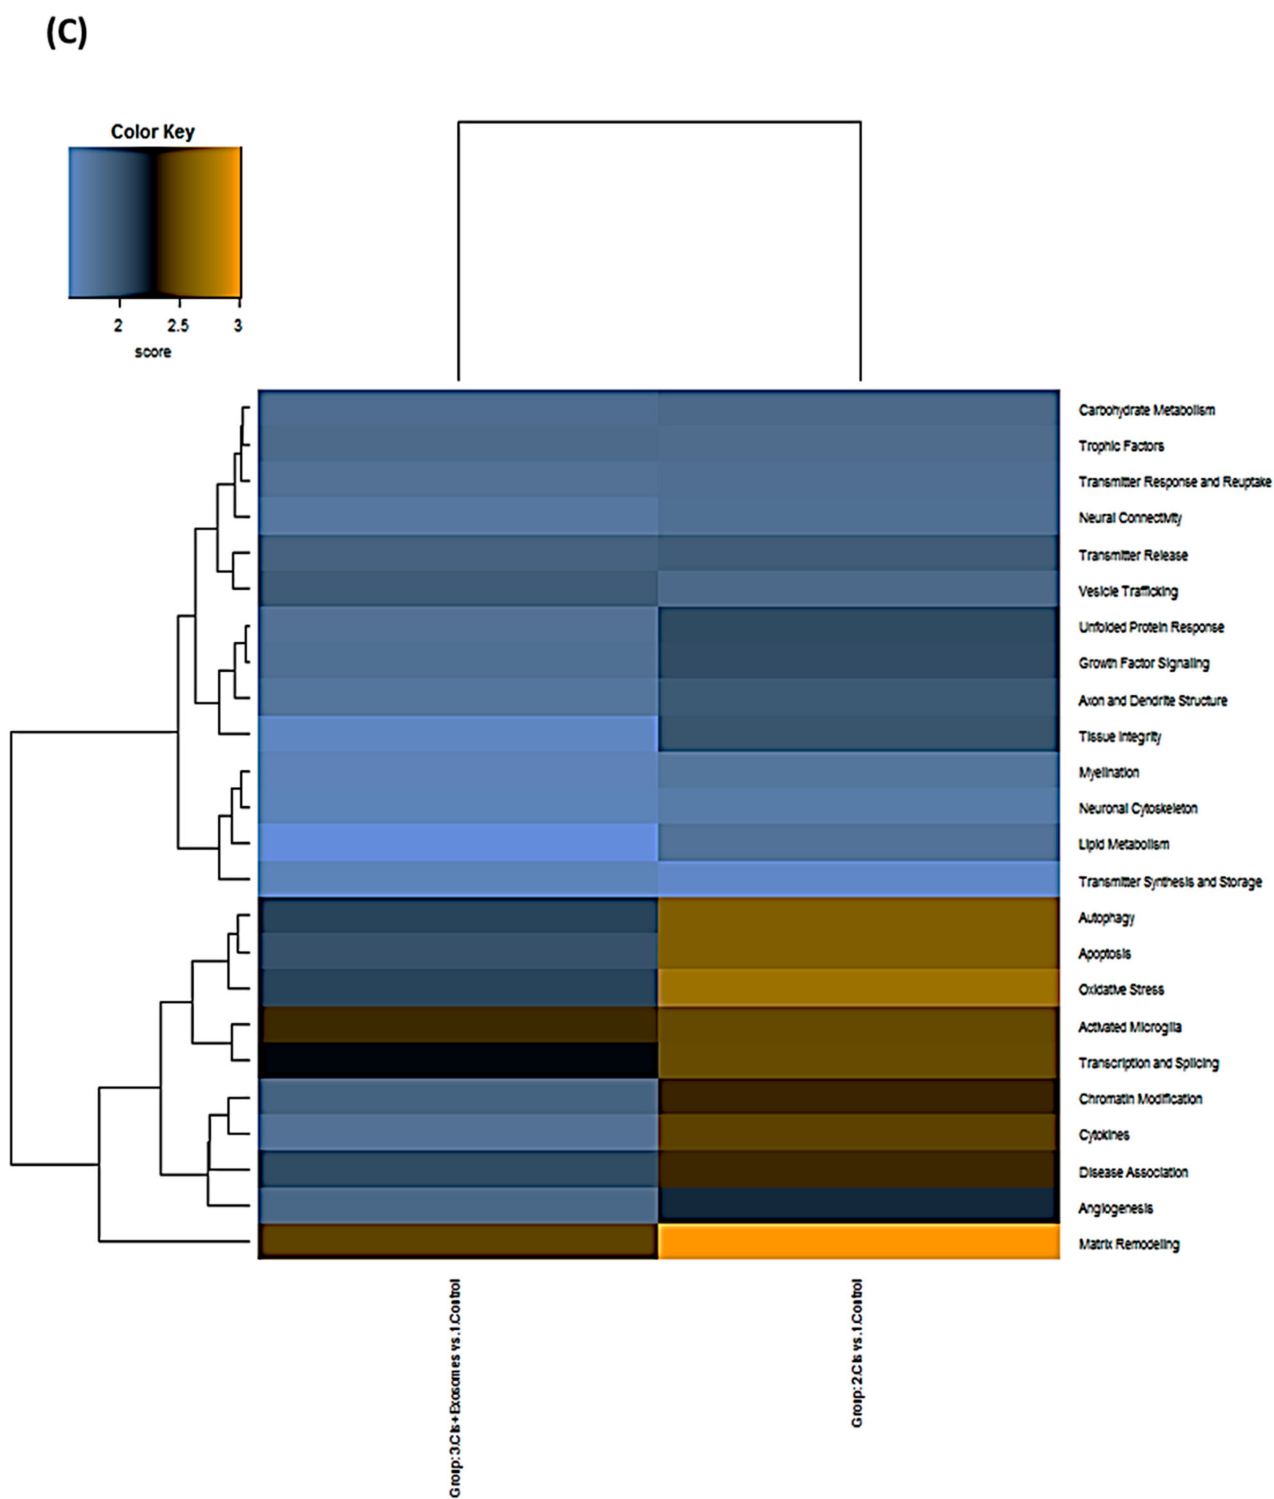 (C)
Color Key
2 2.5 3
score
Carbohydrate Metabolism
Trophic Factors
Transmitter Response and Reuptake
Neural Connectivity
Transmitter Release
Vesicle Trafficking
Unfolded Protein Response
Growth Factor Signaling
Axon and Dendrite Structure
Tissue Integrity
Myelination
Neuronal Cytoskeleton
Lipid Metabolism
Transmitter Synthesis and Storage
Autophagy
Apoptosis
Oxidative Stress
Activated Microglia
Transcription and Splicing
Chromatin Modification
Cytokines
Disease Association
Angiogenesis
Matrix Remodeling
Group: 3.Cis+Exosomes vs. 1.Control
Group: 2.Cis vs. 1.Control